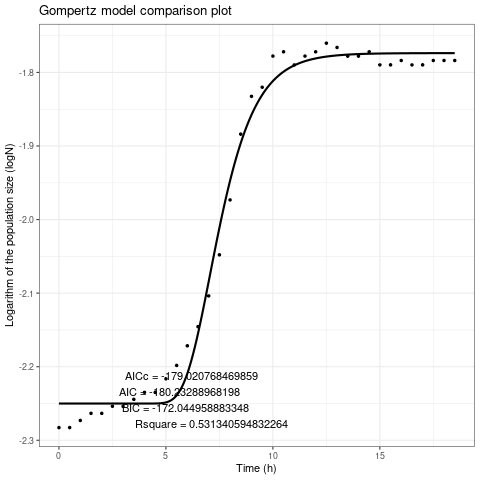 Gompertz model comparison plot
Logarithm of the population size (logN)
-1.8
-1.9
-2.0
-2.1
-2.2
-2.3
AICc = -179.020768469859
AIC = -180.23288968198
BIC = -172.044958883348
Rsquare = 0.531340594832264
0
5
10
15
Time (h)